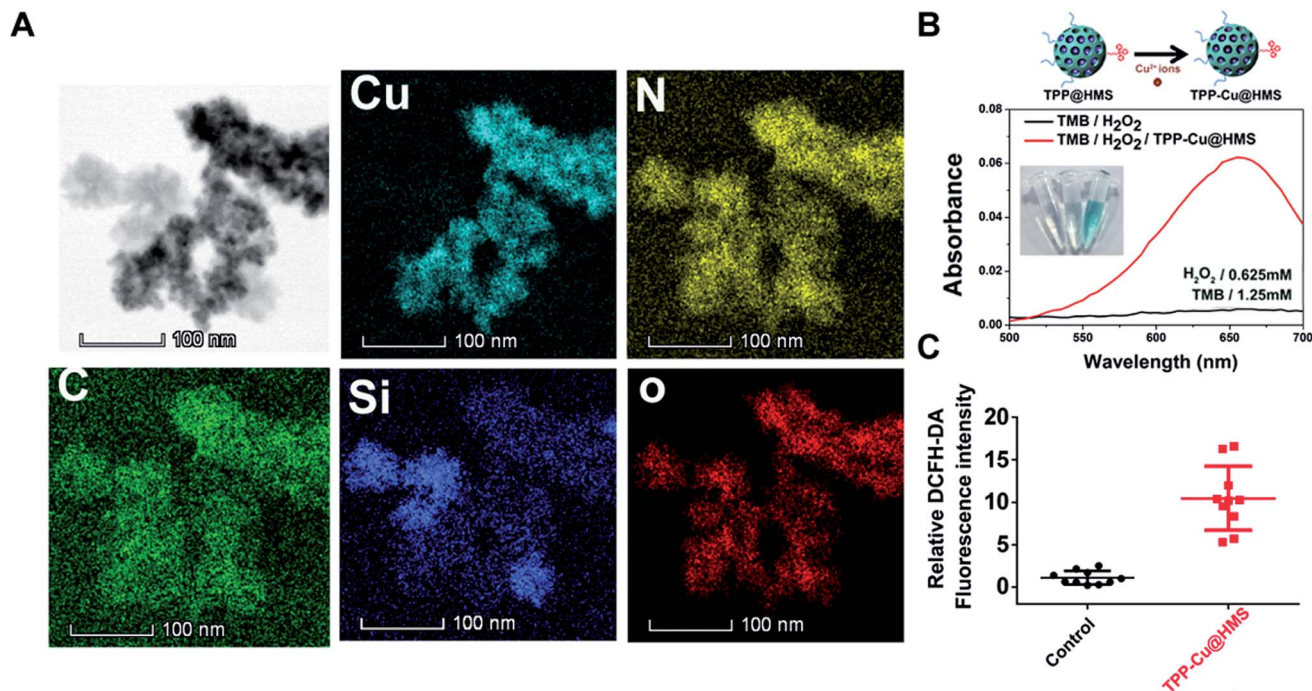 A
100 nm
Cu
100 nm
N
100 nm
C
100 nm
Si
100 nm
O
100 nm
B
TPP@HMS
Cu²⁺ ions
TPP-Cu@HMS
0.08
0.06
0.04
0.02
0.00
Absorbance
TMB / H₂O₂
TMB / H₂O₂ / TPP-Cu@HMS
H₂O₂ / 0.625mM
TMB / 1.25mM
500
550
600
650
700
Wavelength (nm)
C
Relative DCFH-DA
Fluorescence intensity
20
15
10
5
0
Control
TPP-Cu@HMS